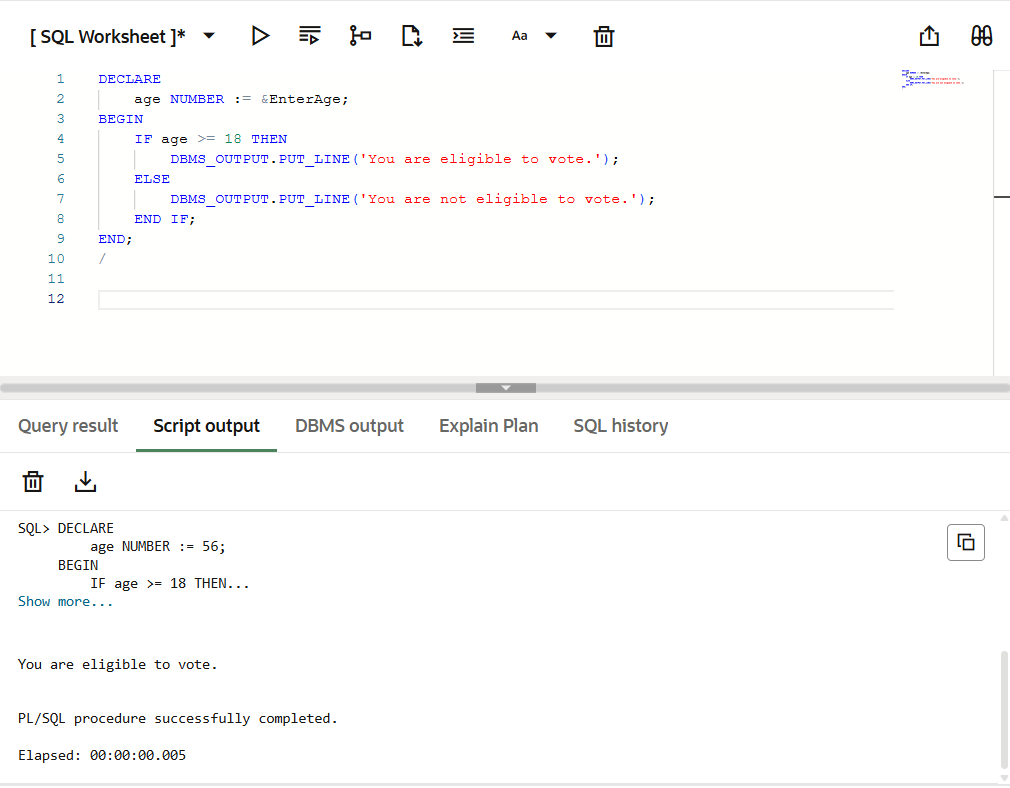 [ SQL Worksheet ]*
Aa
1 DECLARE
2     age NUMBER := &EnterAge;
3 BEGIN
4     IF age >= 18 THEN
5         DBMS_OUTPUT.PUT_LINE('You are eligible to vote.');
6     ELSE
7         DBMS_OUTPUT.PUT_LINE('You are not eligible to vote.');
8     END IF;
9 END;
10 /
11
12
Query result Script output DBMS output Explain Plan SQL history
SQL> DECLARE
         age NUMBER := 56;
     BEGIN
         IF age >= 18 THEN...
Show more...
You are eligible to vote.
PL/SQL procedure successfully completed.
Elapsed: 00:00:00.005